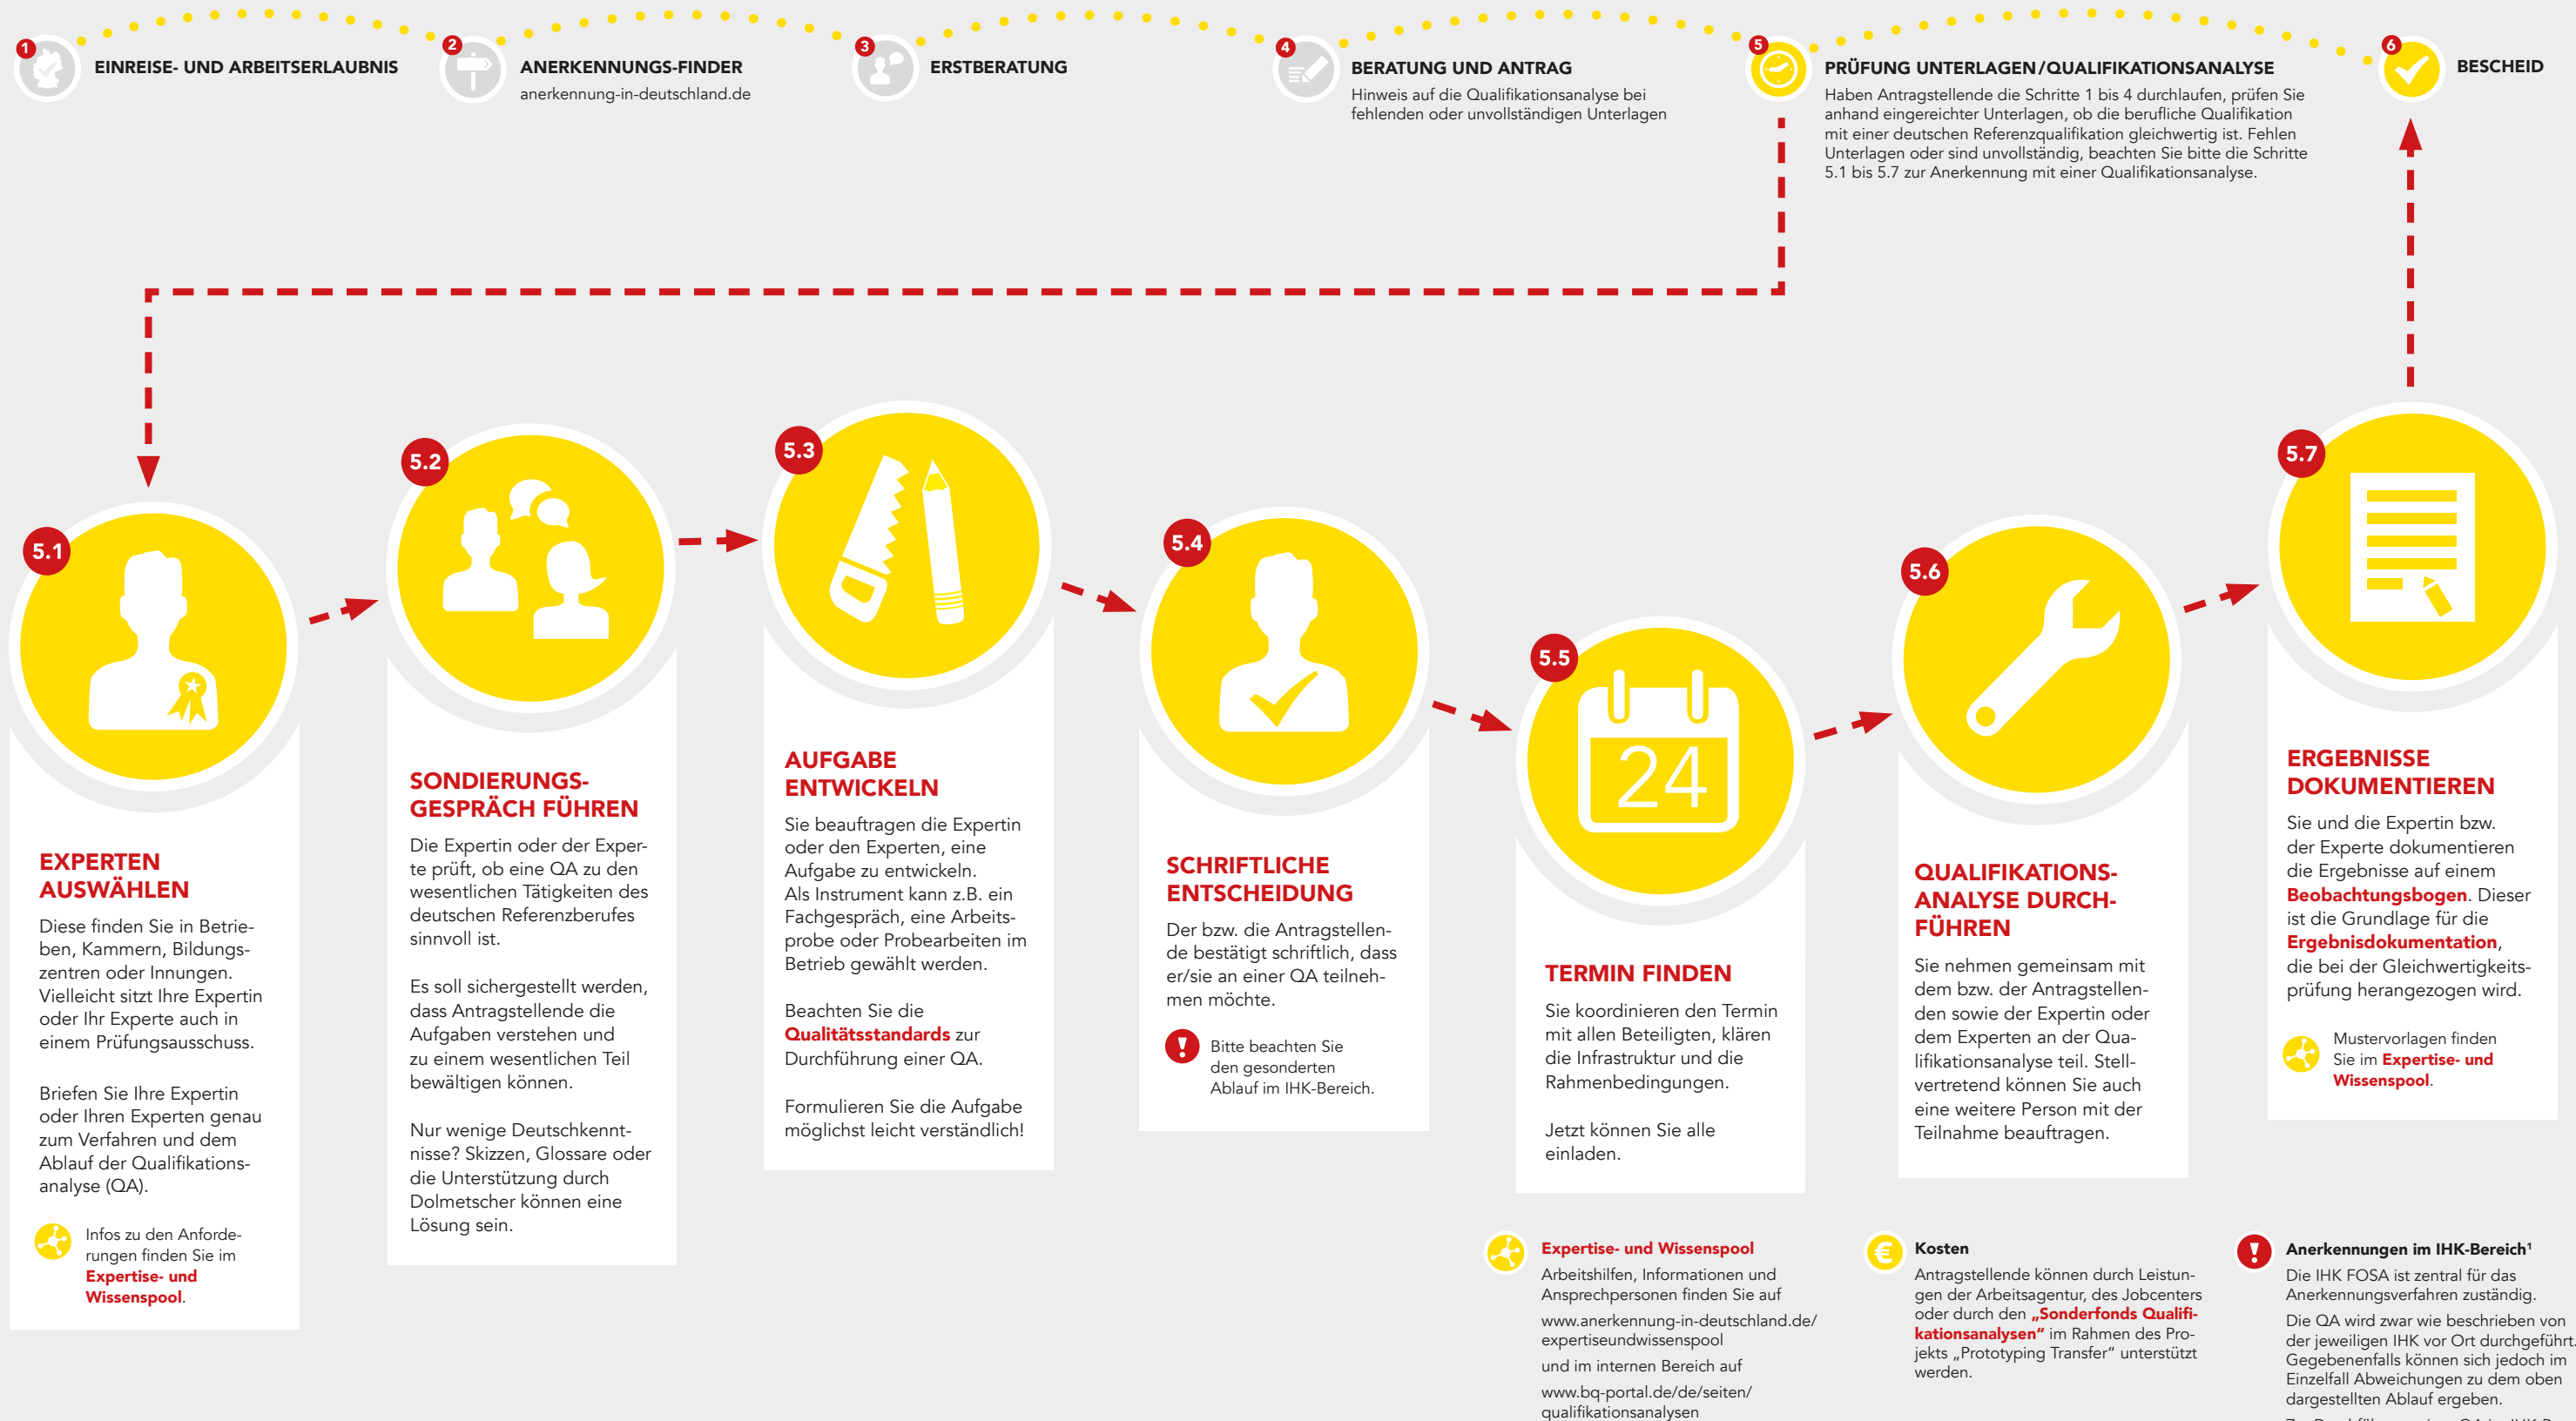 1
EINREISE- UND ARBEITSERLAUBNIS
2
ANERKENNUNGS-FINDER
anerkennung-in-deutschland.de
3
ERSTBERATUNG
4
BERATUNG UND ANTRAG
Hinweis auf die Qualifikationsanalyse bei
fehlenden oder unvollständigen Unterlagen
5
PRÜFUNG UNTERLAGEN/QUALIFIKATIONSANALYSE
Haben Antragstellende die Schritte 1 bis 4 durchlaufen, prüfen Sie
anhand eingereichter Unterlagen, ob die berufliche Qualifikation
mit einer deutschen Referenzqualifikation gleichwertig ist. Fehlen
Unterlagen oder sind unvollständig, beachten Sie bitte die Schritte
5.1 bis 5.7 zur Anerkennung mit einer Qualifikationsanalyse.
6
BESCHEID
5.1
EXPERTEN
AUSWÄHLEN
Diese finden Sie in Betrie-
ben, Kammern, Bildungs-
zentren oder Innungen.
Vielleicht sitzt Ihre Expertin
oder Ihr Experte auch in
einem Prüfungsausschuss.
Briefen Sie Ihre Expertin
oder Ihren Experten genau
zum Verfahren und dem
Ablauf der Qualifikations-
analyse (QA).
Infos zu den Anforde-
rungen finden Sie im
Expertise- und
Wissenspool.
5.2
SONDIERUNGS-
GESPRÄCH FÜHREN
Die Expertin oder der Exper-
te prüft, ob eine QA zu den
wesentlichen Tätigkeiten des
deutschen Referenzberufes
sinnvoll ist.
Es soll sichergestellt werden,
dass Antragstellende die
Aufgaben verstehen und
zu einem wesentlichen Teil
bewältigen können.
Nur wenige Deutschkennt-
nisse? Skizzen, Glossare oder
die Unterstützung durch
Dolmetscher können eine
Lösung sein.
5.3
AUFGABE
ENTWICKELN
Sie beauftragen die Expertin
oder den Experten, eine
Aufgabe zu entwickeln.
Als Instrument kann z.B. ein
Fachgespräch, eine Arbeits-
probe oder Probearbeiten im
Betrieb gewählt werden.
Beachten Sie die
Qualitätsstandards zur
Durchführung einer QA.
Formulieren Sie die Aufgabe
möglichst leicht verständlich!
5.4
SCHRIFTLICHE
ENTSCHEIDUNG
Der bzw. die Antragstellen-
de bestätigt schriftlich, dass
er/sie an einer QA teilneh-
men möchte.
Bitte beachten Sie
den gesonderten
Ablauf im IHK-Bereich.
5.5
24
TERMIN FINDEN
Sie koordinieren den Termin
mit allen Beteiligten, klären
die Infrastruktur und die
Rahmenbedingungen.
Jetzt können Sie alle
einladen.
5.6
QUALIFIKATIONS-
ANALYSE DURCH-
FÜHREN
Sie nehmen gemeinsam mit
dem bzw. der Antragstellen-
den sowie der Expertin oder
dem Experten an der Qua-
lifikationsanalyse teil. Stell-
vertretend können Sie auch
eine weitere Person mit der
Teilnahme beauftragen.
5.7
ERGEBNISSE
DOKUMENTIEREN
Sie und die Expertin bzw.
der Experte dokumentieren
die Ergebnisse auf einem
Beobachtungsbogen. Dieser
ist die Grundlage für die
Ergebnisdokumentation,
die bei der Gleichwertigkeits-
prüfung herangezogen wird.
Mustervorlagen finden
Sie im Expertise- und
Wissenspool.
Expertise- und Wissenspool
Arbeitshilfen, Informationen und
Ansprechpersonen finden Sie auf
www.anerkennung-in-deutschland.de/
expertiseundwissenspool
und im internen Bereich auf
www.bq-portal.de/de/seiten/
qualifikationsanalysen
€
Kosten
Antragstellende können durch Leistun-
gen der Arbeitsagentur, des Jobcenters
oder durch den „Sonderfonds Qualifi-
kationsanalysen“ im Rahmen des Pro-
jekts „Prototyping Transfer“ unterstützt
werden.
Anerkennungen im IHK-Bereich¹
Die IHK FOSA ist zentral für das
Anerkennungsverfahren zuständig.
Die QA wird zwar wie beschrieben von
der jeweiligen IHK vor Ort durchgeführt.
Gegebenenfalls können sich jedoch im
Einzelfall Abweichungen zu dem oben
dargestellten Ablauf ergeben.